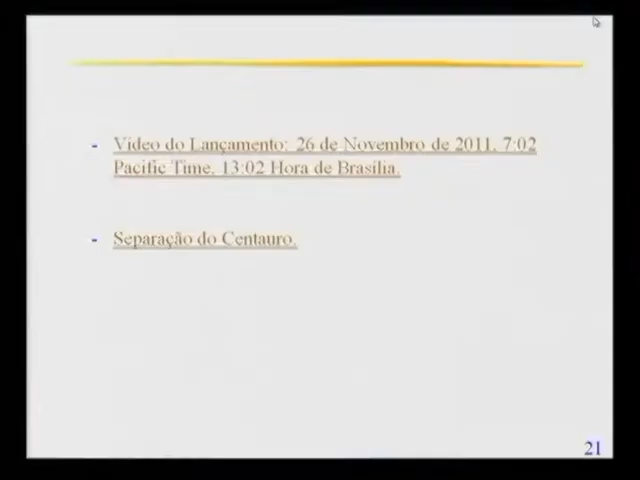 - Vídeo do Lançamento: 26 de Novembro de 2011, 7:02
Pacific Time, 13:02 Hora de Brasília.
- Separação do Centauro.
21